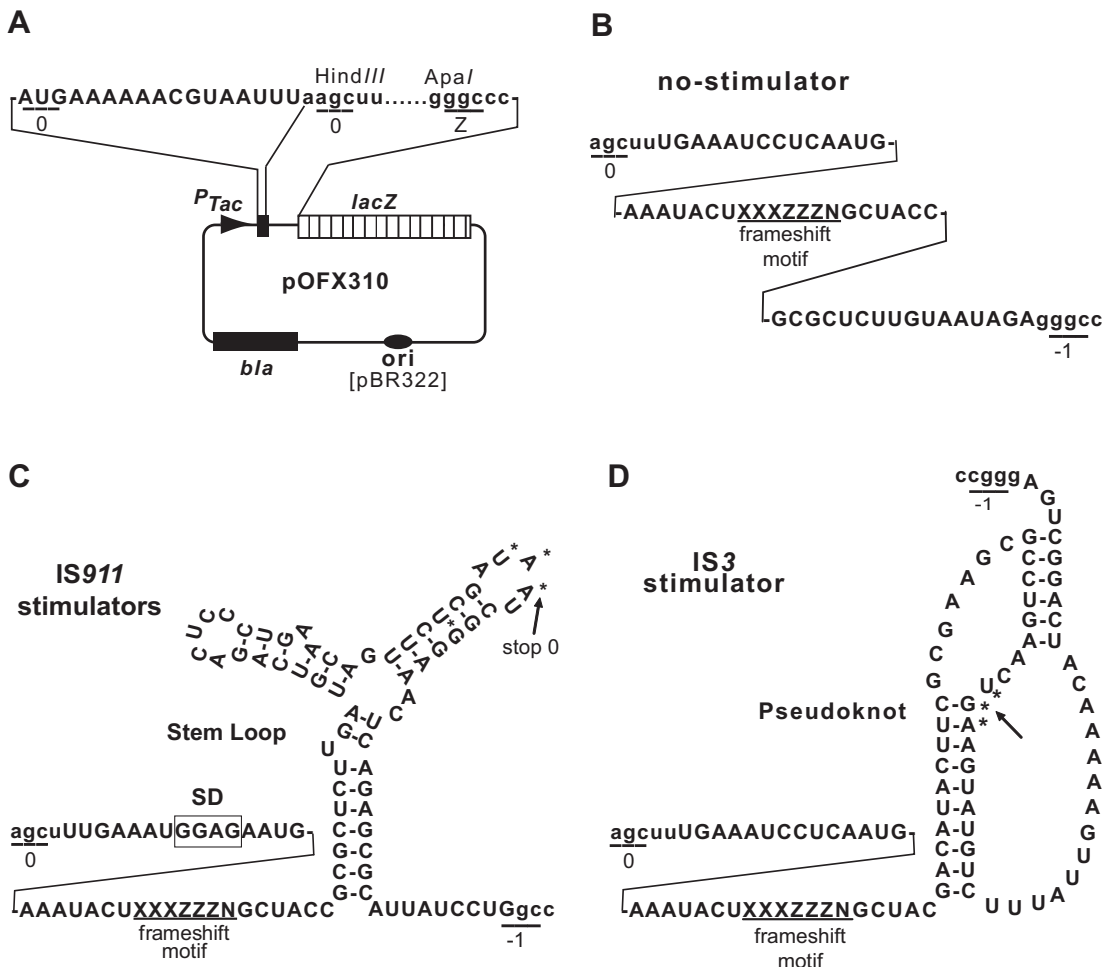 A
HindIII ApaI
-AUGAAAAAACGUAAUUUaagcuu......gggccc-
0 0 Z
PTac lacZ
pOFX310
bla ori
[pBR322]
B
no-stimulator
agcuuUGAAAUCCUCAAUG-
0
-AAAUACUXXXZZZNGCUACC-
frameshift
motif
-GCGCUCUUGUAAUAGAgggcc
-1
C
IS911
stimulators
stop 0
Stem Loop
SD
agcuUUGAAAUGGAGAAUG-
0
-AAAUACUXXXZZZNGCUACC
AUUAUCCUGgcc
frameshift
motif
-1
D
ccgggA
-1
IS3
stimulator
Pseudoknot
agcuuUGAAAUCCUCAAUG-
0
-AAAUACUXXXZZZNGCUAC
frameshift
motif